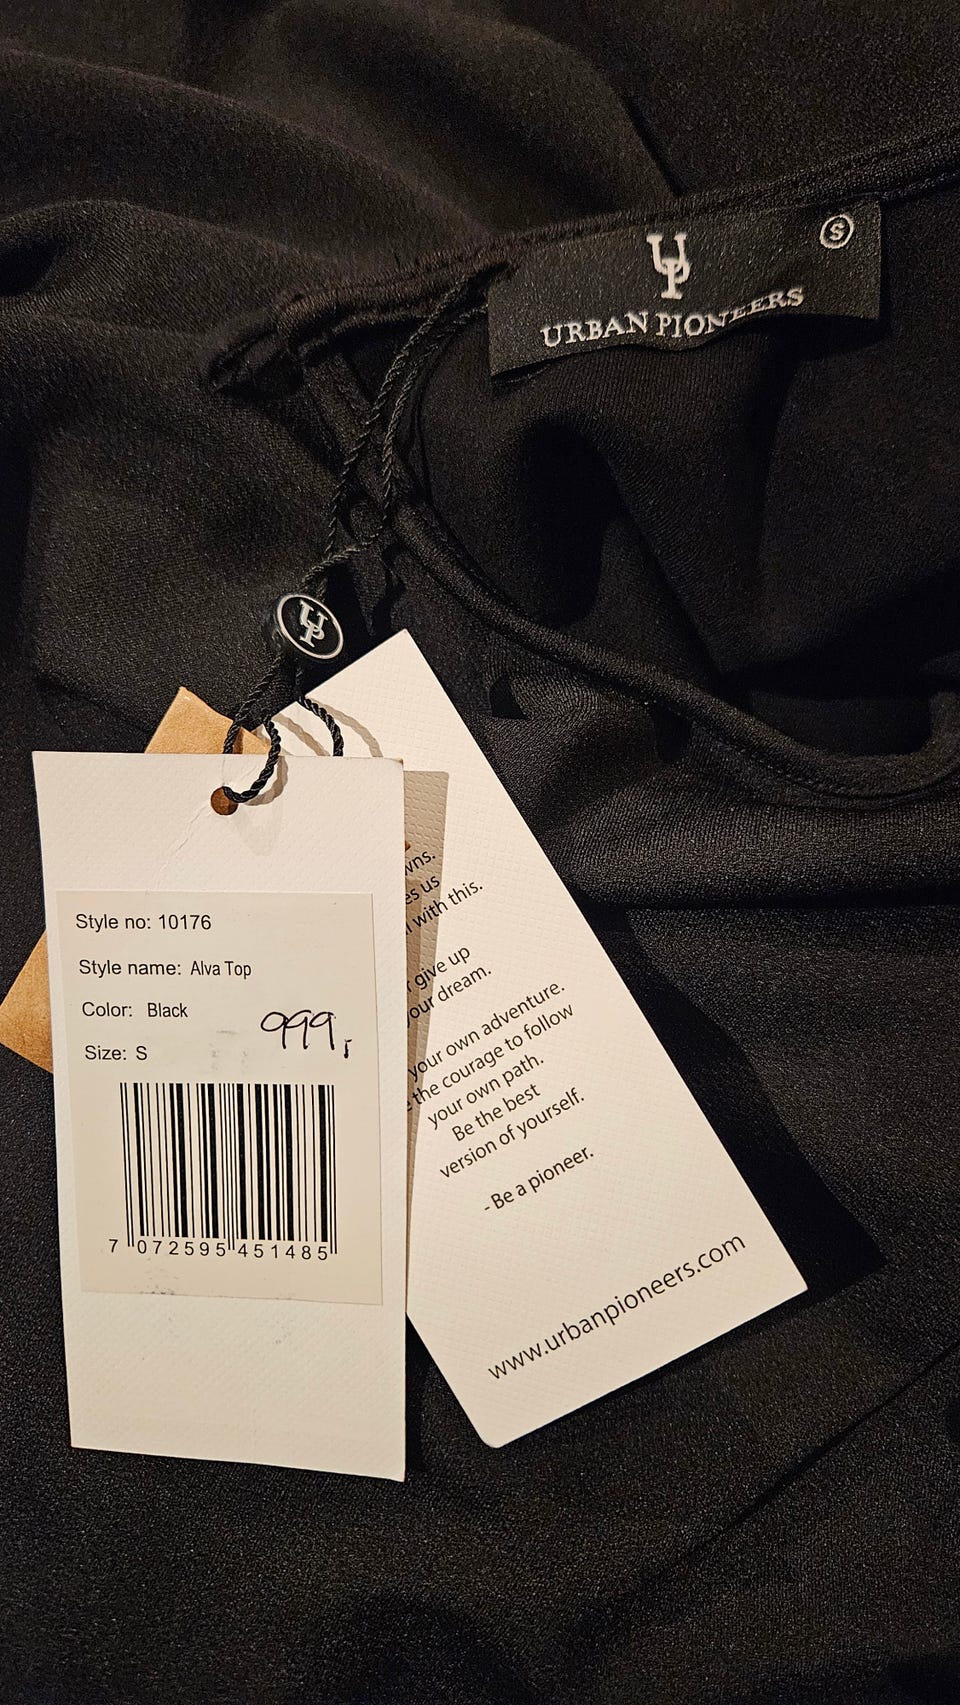 UP
URBAN PIONEERS
S
UP
Style no: 10176
Style name: Alva Top
Color: Black
999,-
Size: S
7 072595 451485
us
with this.
give up
your dream.
your own adventure.
the courage to follow
your own path.
Be the best
version of yourself.
- Be a pioneer.
www.urbanpioneers.com